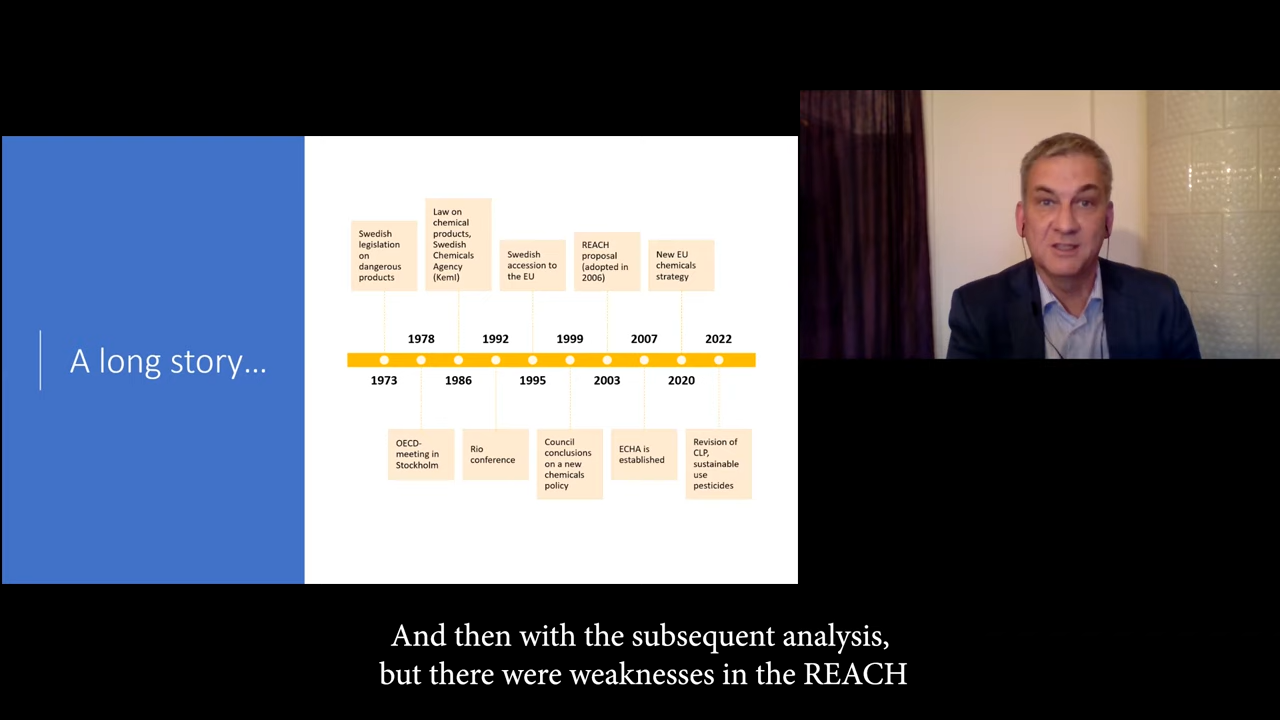 A long story...
Swedish
legislation
on
dangerous
products
Law on
chemical
products,
Swedish
Chemicals
Agency
(KemI)
Swedish
accession to
the EU
REACH
proposal
(adopted in
2006)
New EU
chemicals
strategy
1978
1992
1999
2007
2022
1973
1986
1995
2003
2020
OECD-
meeting in
Stockholm
Rio
conference
Council
conclusions
on a new
chemicals
policy
ECHA is
established
Revision of
CLP,
sustainable
use
pesticides
And then with the subsequent analysis,
but there were weaknesses in the REACH